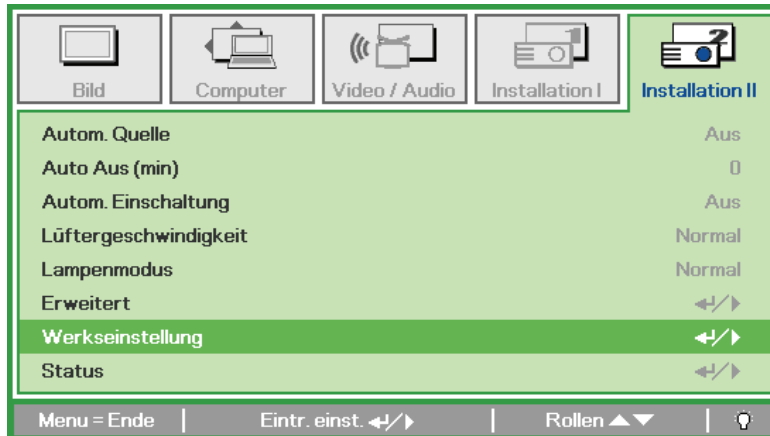 Bild Computer Video / Audio Installation I Installation II
Autom. Quelle Aus
Auto Aus (min) 0
Autom. Einschaltung Aus
Lüftergeschwindigkeit Normal
Lampenmodus Normal
Erweitert ↵/▶
Werkseinstellung ↵/▶
Status ↵/▶
Menu = Ende | Eintr. einst. ↵/▶ | Rollen ▲▼ |